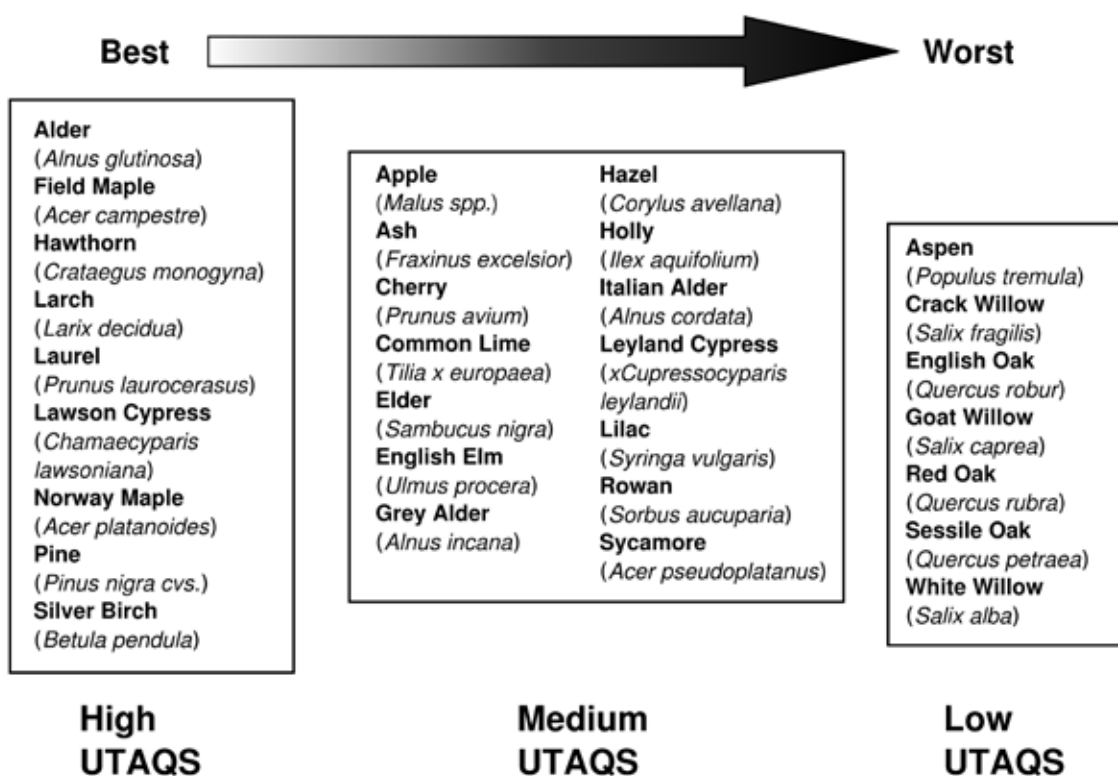 Best Worst
Alder
(Alnus glutinosa)
Field Maple
(Acer campestre)
Hawthorn
(Crataegus monogyna)
Larch
(Larix decidua)
Laurel
(Prunus laurocerasus)
Lawson Cypress
(Chamaecyparis
lawsoniana)
Norway Maple
(Acer platanoides)
Pine
(Pinus nigra cvs.)
Silver Birch
(Betula pendula)
Apple
(Malus spp.)
Ash
(Fraxinus excelsior)
Cherry
(Prunus avium)
Common Lime
(Tilia x europaea)
Elder
(Sambucus nigra)
English Elm
(Ulmus procera)
Grey Alder
(Alnus incana)
Hazel
(Corylus avellana)
Holly
(Ilex aquifolium)
Italian Alder
(Alnus cordata)
Leyland Cypress
(xCupressocyparis
leylandii)
Lilac
(Syringa vulgaris)
Rowan
(Sorbus aucuparia)
Sycamore
(Acer pseudoplatanus)
Aspen
(Populus tremula)
Crack Willow
(Salix fragilis)
English Oak
(Quercus robur)
Goat Willow
(Salix caprea)
Red Oak
(Quercus rubra)
Sessile Oak
(Quercus petraea)
White Willow
(Salix alba)
High
UTAQS
Medium
UTAQS
Low
UTAQS